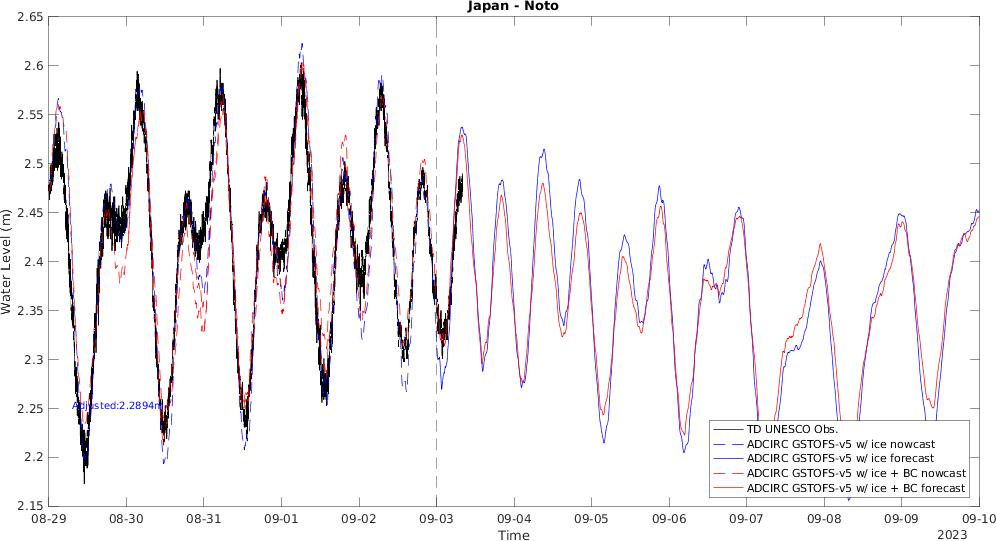 Japan - Noto
Water Level (m)
2.65
2.6
2.55
2.5
2.45
2.4
2.35
2.3
2.25
2.2
2.15
Adjusted:2.2894m
TD UNESCO Obs.
ADCIRC GSTOFS-v5 w/ ice nowcast
ADCIRC GSTOFS-v5 w/ ice forecast
ADCIRC GSTOFS-v5 w/ ice + BC nowcast
ADCIRC GSTOFS-v5 w/ ice + BC forecast
08-29 08-30 08-31 09-01 09-02 09-03 09-04 09-05 09-06 09-07 09-08 09-09 09-10
Time
2023